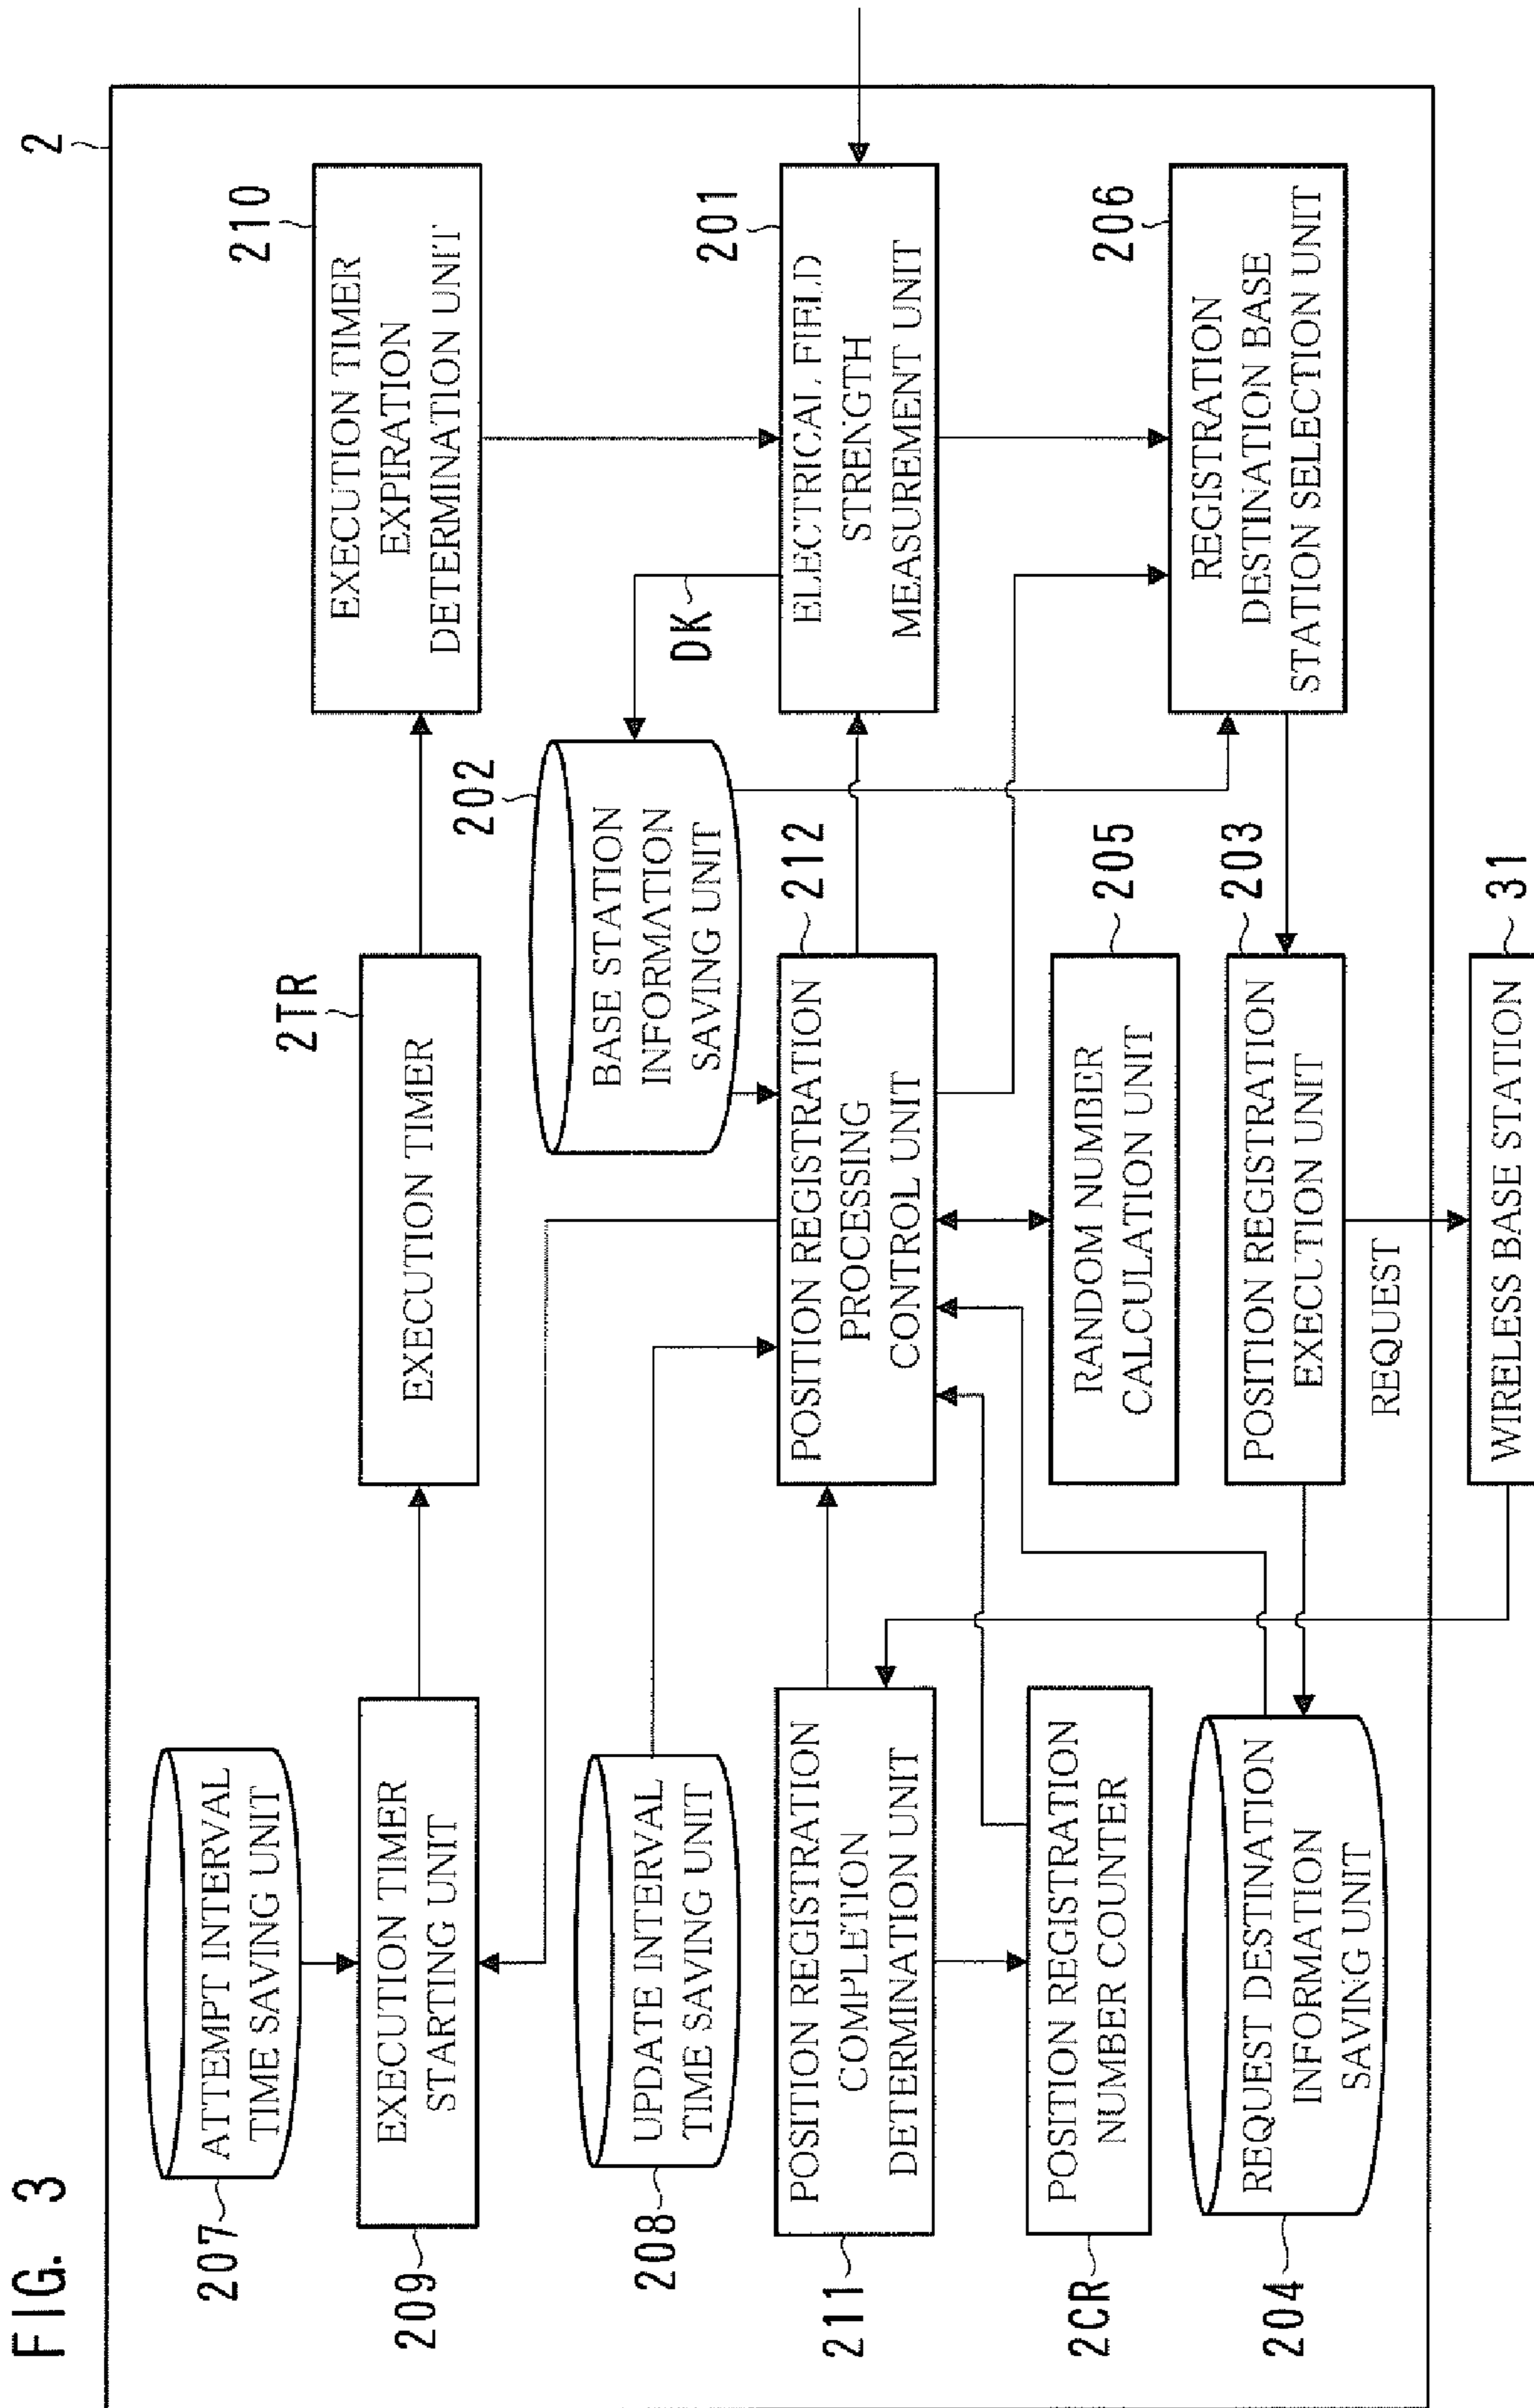 FIG. 3
2
207
ATTEMPT INTERVAL
TIME SAVING UNIT
209
EXECUTION TIMER
STARTING UNIT
2TR
EXECUTION TIMER
210
EXECUTION TIMER
EXPIRATION
DETERMINATION UNIT
208
UPDATE INTERVAL
TIME SAVING UNIT
202
BASE STATION
INFORMATION
SAVING UNIT
DK
211
POSITION REGISTRATION
COMPLETION
DETERMINATION UNIT
212
POSITION REGISTRATION
PROCESSING
CONTROL UNIT
201
ELECTRICAL FIELD
STRENGTH
MEASUREMENT UNIT
2CR
POSITION REGISTRATION
NUMBER COUNTER
205
RANDOM NUMBER
CALCULATION UNIT
206
REGISTRATION
DESTINATION BASE
STATION SELECTION UNIT
204
REQUEST DESTINATION
INFORMATION
SAVING UNIT
203
POSITION REGISTRATION
EXECUTION UNIT
REQUEST
31
WIRELESS BASE STATION